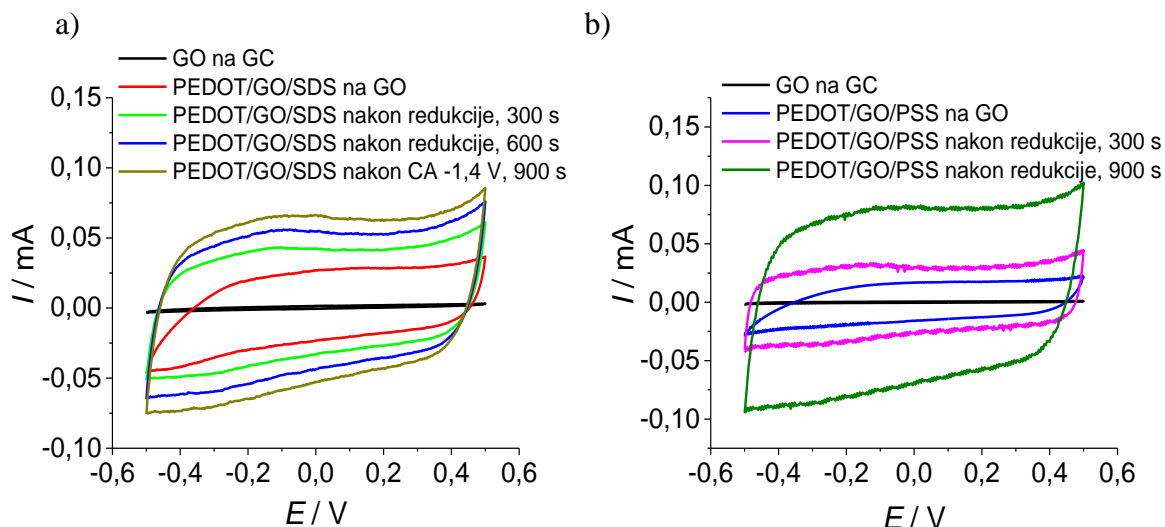 a)
GO na GC
PEDOT/GO/SDS na GO
PEDOT/GO/SDS nakon redukcije, 300 s
PEDOT/GO/SDS nakon redukcije, 600 s
PEDOT/GO/SDS nakon CA -1,4 V, 900 s
0,15
0,10
0,05
0,00
-0,05
-0,10
I / mA
-0,6 -0,4 -0,2 0,0 0,2 0,4 0,6
E / V
b)
GO na GC
PEDOT/GO/PSS na GO
PEDOT/GO/PSS nakon redukcije, 300 s
PEDOT/GO/PSS nakon redukcije, 900 s
0,15
0,10
0,05
0,00
-0,05
-0,10
I / mA
-0,6 -0,4 -0,2 0,0 0,2 0,4 0,6
E / V